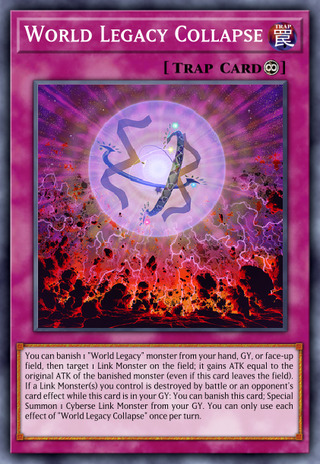 World Legacy Collapse
TRAP
罠
[Trap Card]
You can banish 1 "World Legacy" monster from your hand, GY, or face-up
field, then target 1 Link Monster on the field; it gains ATK equal to the
original ATK of the banished monster (even if this card leaves the field).
If a Link Monster(s) you control is destroyed by battle or an opponent's
card effect while this card is in your GY: You can banish this card; Special
Summon 1 Cyberse Link Monster from your GY. You can only use each
effect of "World Legacy Collapse" once per turn.